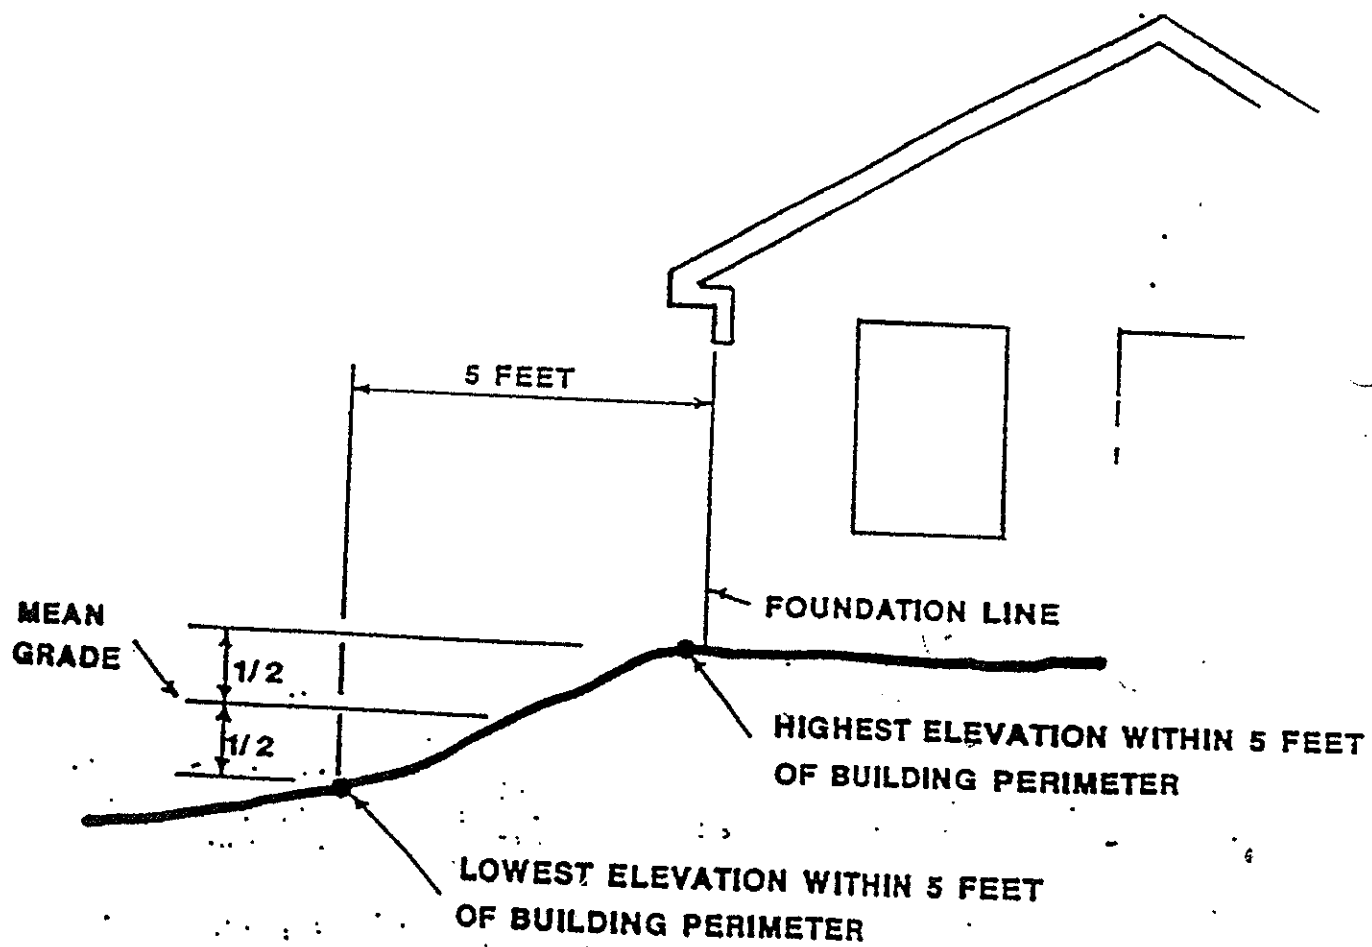 5 FEET
MEAN
GRADE
1/2
1/2
FOUNDATION LINE
HIGHEST ELEVATION WITHIN 5 FEET
OF BUILDING PERIMETER
LOWEST ELEVATION WITHIN 5 FEET
OF BUILDING PERIMETER